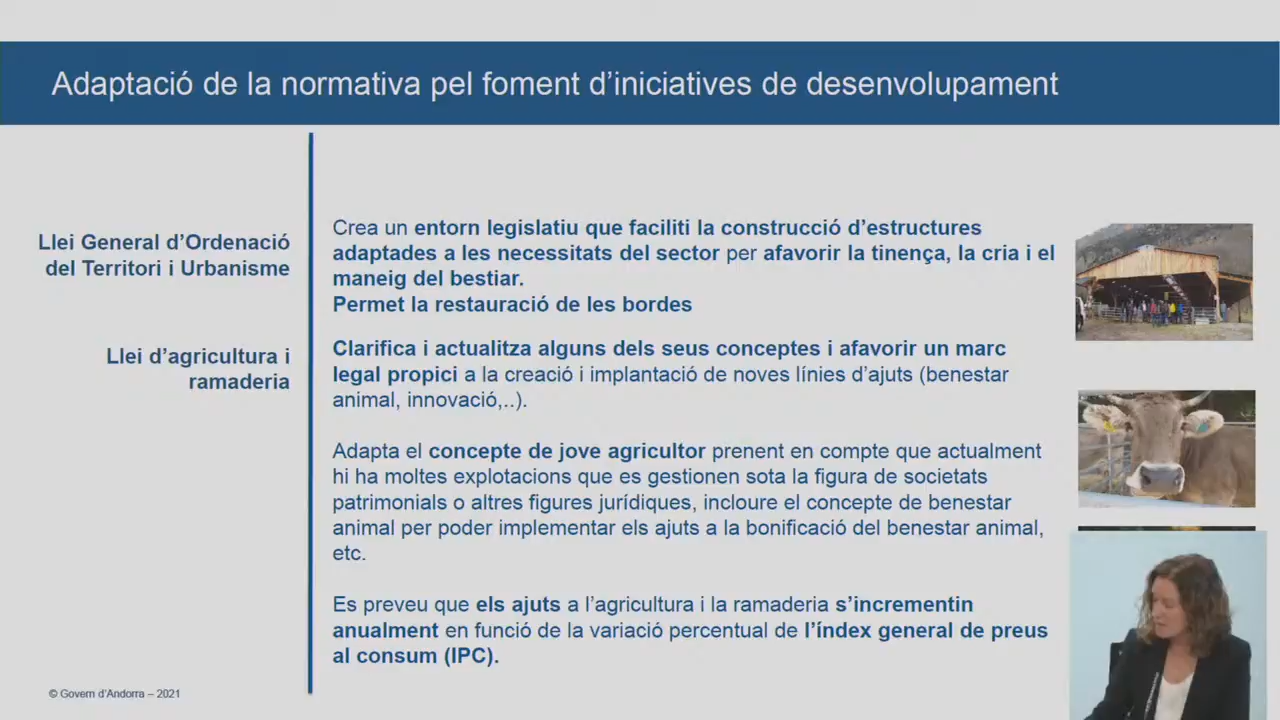 Adaptació de la normativa pel foment d'iniciatives de desenvolupament
Llei General d'Ordenació
del Territori i Urbanisme
Crea un entorn legislatiu que faciliti la construcció d'estructures
adaptades a les necessitats del sector per afavorir la tinença, la cria i el
maneig del bestiar.
Permet la restauració de les bordes
Llei d'agricultura i
ramaderia
Clarifica i actualitza alguns dels seus conceptes i afavorir un marc
legal propici a la creació i implantació de noves línies d'ajuts (benestar
animal, innovació,..).
Adapta el concepte de jove agricultor prenent en compte que actualment
hi ha moltes explotacions que es gestionen sota la figura de societats
patrimonials o altres figures jurídiques, incloure el concepte de benestar
animal per poder implementar els ajuts a la bonificació del benestar animal,
etc.
Es preveu que els ajuts a l'agricultura i la ramaderia s'incrementin
anualment en funció de la variació percentual de l'índex general de preus
al consum (IPC).
© Govern d'Andorra – 2021